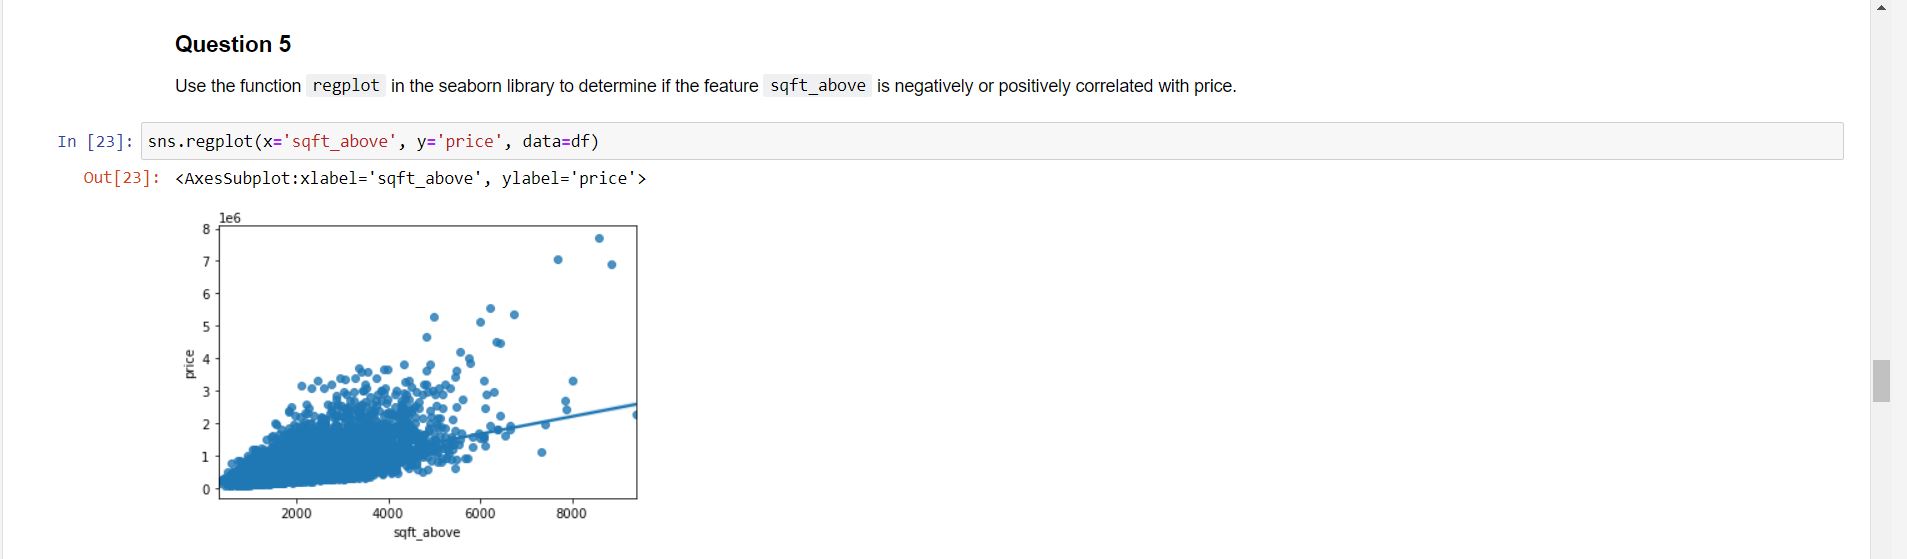 Question 5
Use the function regplot in the seaborn library to determine if the feature sqft_above is negatively or positively correlated with price.
In [23]: sns.regplot(x='sqft_above', y='price', data=df)
Out[23]: <AxesSubplot:xlabel='sqft_above', ylabel='price'>
1e6
8
7
6
5
4
3
2
1
0
price
2000 4000 6000 8000
sqft_above